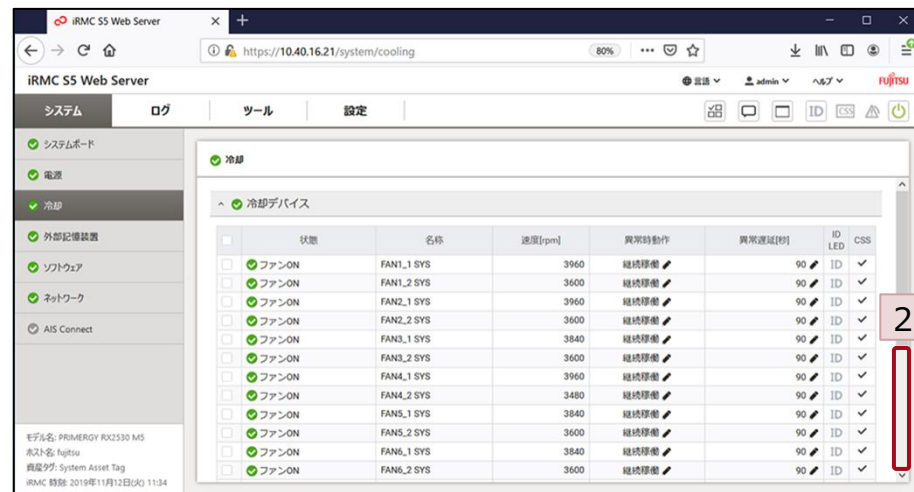 iRMC S5 Web Server
https://10.40.16.21/system/cooling
80%
iRMC S5 Web Server
言語
admin
ヘルプ
FUJITSU
システム
ログ
ツール
設定
ID
CSS
システムボード
電源
冷却
外部記憶装置
ソフトウェア
ネットワーク
AIS Connect
モデル名: PRIMERGY RX2530 M5
ホスト名: fujitsu
資産タグ: System Asset Tag
iRMC 時刻: 2019年11月12日(火) 11:34
冷却
冷却デバイス
状態 名称 速度[rpm] 異常時動作 異常遅延[秒] ID LED CSS
ファンON FAN1_1 SYS 3960 継続稼働 90 ID
ファンON FAN1_2 SYS 3600 継続稼働 90 ID
ファンON FAN2_1 SYS 3960 継続稼働 90 ID
ファンON FAN2_2 SYS 3600 継続稼働 90 ID
ファンON FAN3_1 SYS 3840 継続稼働 90 ID
ファンON FAN3_2 SYS 3600 継続稼働 90 ID
ファンON FAN4_1 SYS 3960 継続稼働 90 ID
ファンON FAN4_2 SYS 3480 継続稼働 90 ID
ファンON FAN5_1 SYS 3840 継続稼働 90 ID
ファンON FAN5_2 SYS 3600 継続稼働 90 ID
ファンON FAN6_1 SYS 3840 継続稼働 90 ID
ファンON FAN6_2 SYS 3600 継続稼働 90 ID
2